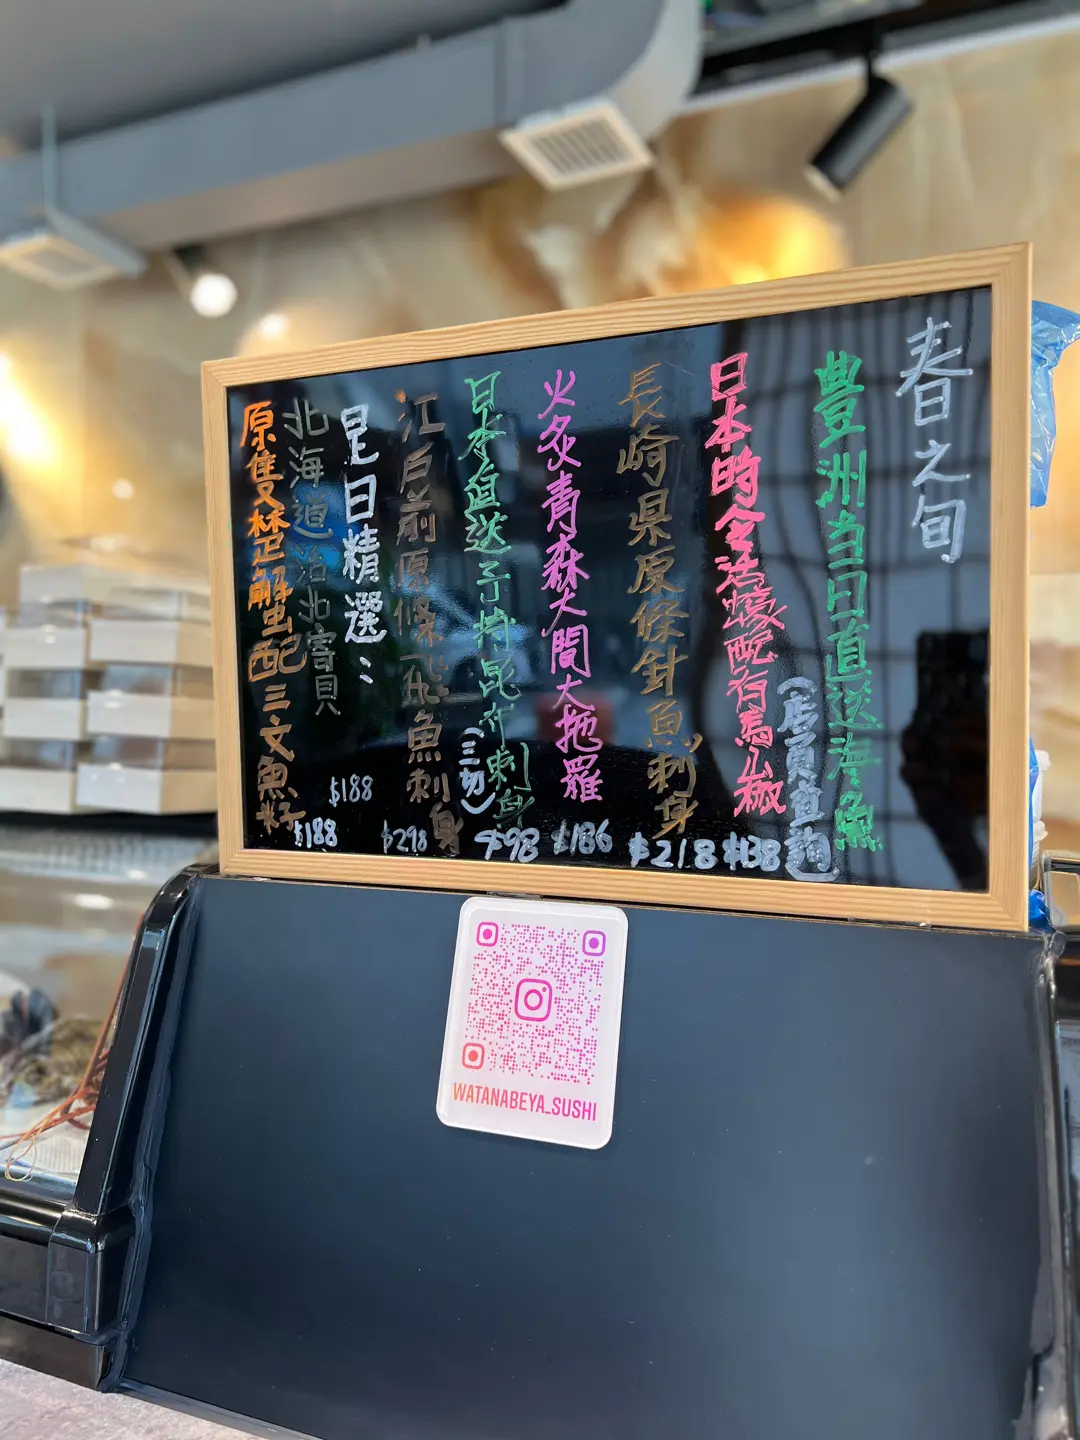 春之旬
豊洲当日直送海魚
(店員查詢)
日本時令活蠔配有馬山椒
$138
長崎県原條針魚刺身
$218
火炙青森大間大拖羅
$186
日本直送子持昆布刺身
(三切)
$98
江戸前原條飛魚刺身
$298
是日精選：
北海道活北寄貝
$188
原隻楚蟹配三文魚籽
$188
WATANABEYA_SUSHI